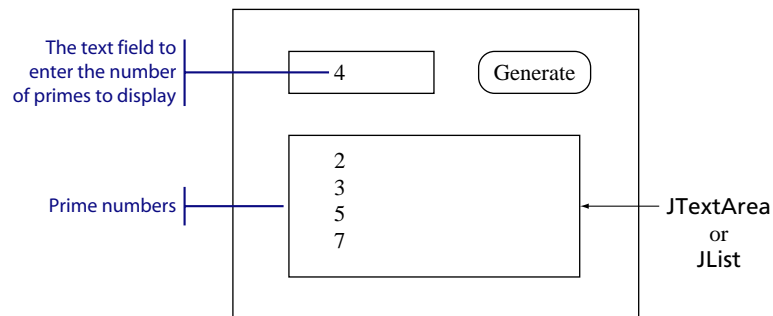 The text field to
enter the number
of primes to display
4
Generate
Prime numbers
2
3
5
7
JTextArea
or
JList